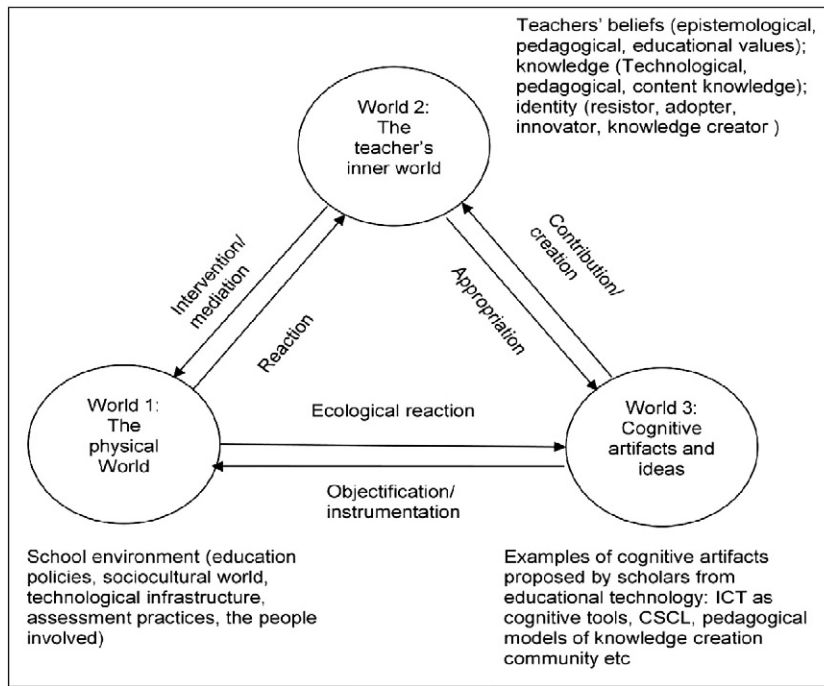 Teachers' beliefs (epistemological,
pedagogical, educational values);
knowledge (Technological,
pedagogical, content knowledge);
identity (resistor, adopter,
innovator, knowledge creator )
World 2:
The
teacher's
inner world
Intervention/
mediation
Reaction
Appropriation
Contribution/
creation
World 1:
The
physical
World
Ecological reaction
Objectification/
instrumentation
World 3:
Cognitive
artifacts and
ideas
School environment (education
policies, sociocultural world,
technological infrastructure,
assessment practices, the people
involved)
Examples of cognitive artifacts
proposed by scholars from
educational technology: ICT as
cognitive tools, CSCL, pedagogical
models of knowledge creation
community etc